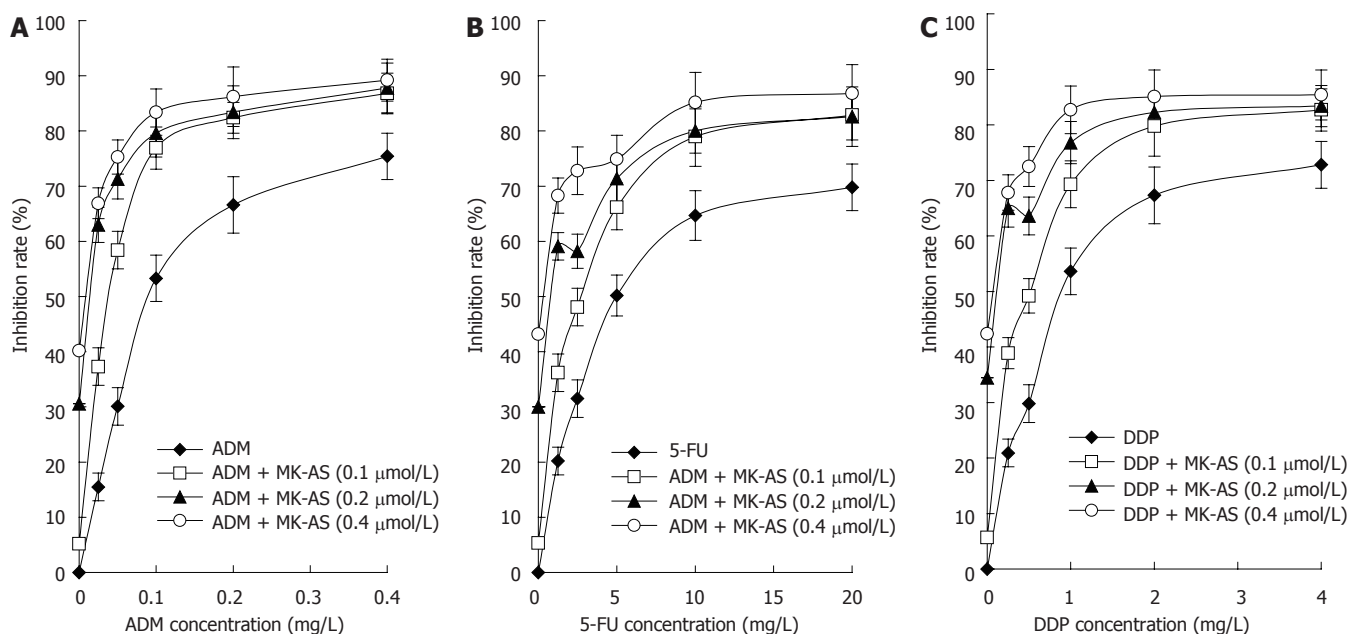 A
100
90
80
70
60
50
40
30
20
10
0
Inhibition rate (%)
ADM
ADM + MK-AS (0.1 μmol/L)
ADM + MK-AS (0.2 μmol/L)
ADM + MK-AS (0.4 μmol/L)
0 0.1 0.2 0.3 0.4
ADM concentration (mg/L)
B
100
90
80
70
60
50
40
30
20
10
0
Inhibition rate (%)
5-FU
ADM + MK-AS (0.1 μmol/L)
ADM + MK-AS (0.2 μmol/L)
ADM + MK-AS (0.4 μmol/L)
0 5 10 15 20
5-FU concentration (mg/L)
C
100
90
80
70
60
50
40
30
20
10
0
Inhibition rate (%)
DDP
DDP + MK-AS (0.1 μmol/L)
DDP + MK-AS (0.2 μmol/L)
DDP + MK-AS (0.4 μmol/L)
0 1 2 3 4
DDP concentration (mg/L)